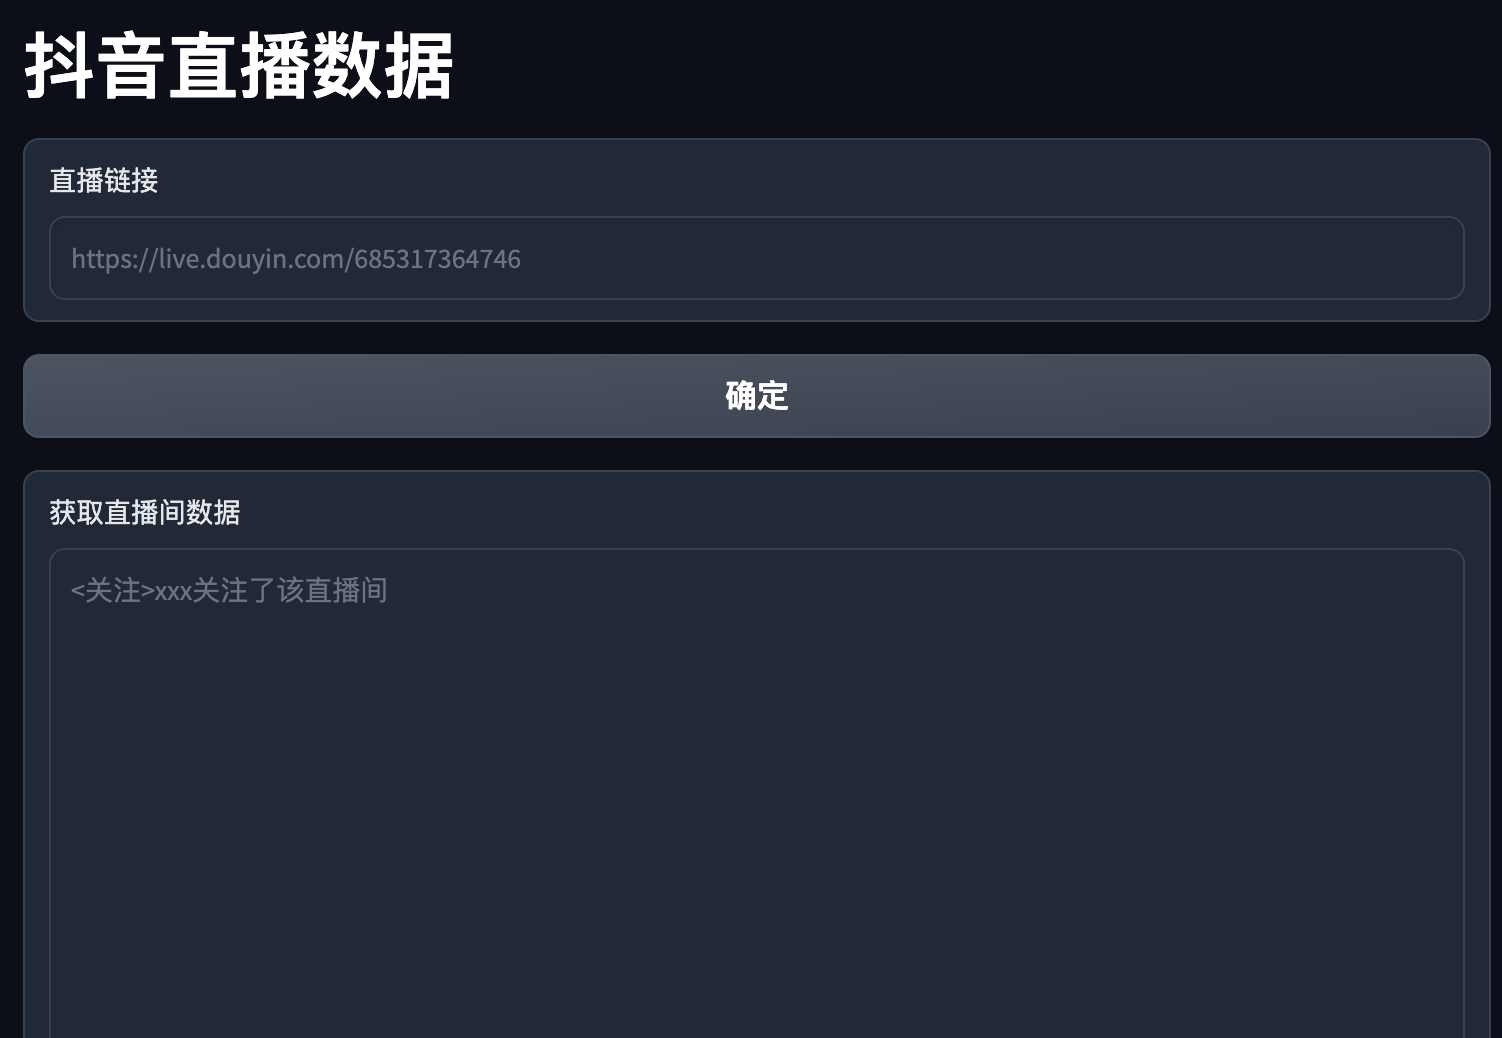 抖音直播数据
直播链接
https://live.douyin.com/685317364746
确定
获取直播间数据
<关注>xxx关注了该直播间